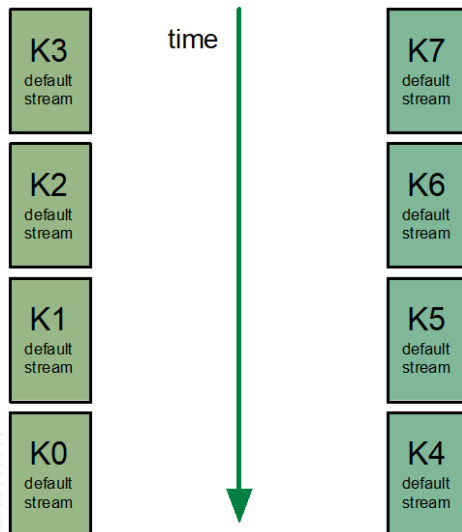 K3
default
stream
time
K7
default
stream
K2
default
stream
K6
default
stream
K1
default
stream
K5
default
stream
K0
default
stream
K4
default
stream